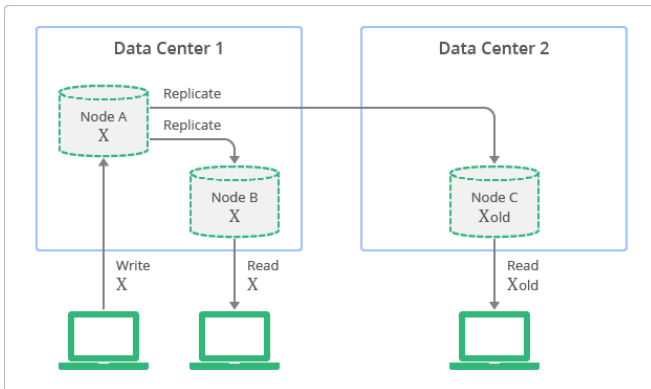 Data Center 1
Data Center 2
Replicate
Node A
X
Replicate
Node B
X
Node C
Xold
Write
X
Read
X
Read
Xold